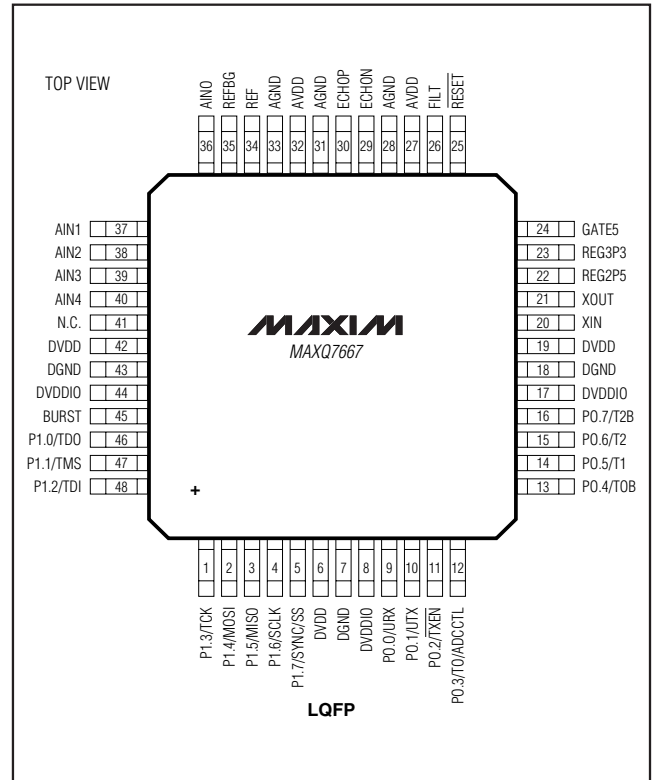 TOP VIEW
AIN0
REFBG
REF
AGND
AVDD
AGND
ECHOP
ECHON
AGND
AVDD
FILT
RESET
36 35 34 33 32 31 30 29 28 27 26 25
AIN1 37
AIN2 38
AIN3 39
AIN4 40
N.C. 41
DVDD 42
DGND 43
DVDDIO 44
BURST 45
P1.0/TDO 46
P1.1/TMS 47
P1.2/TDI 48
MAXIM
MAXQ7667
+
24 GATE5
23 REG3P3
22 REG2P5
21 XOUT
20 XIN
19 DVDD
18 DGND
17 DVDDIO
16 P0.7/T2B
15 P0.6/T2
14 P0.5/T1
13 P0.4/T0B
1 2 3 4 5 6 7 8 9 10 11 12
P1.3/TCK
P1.4/MOSI
P1.5/MISO
P1.6/SCLK
P1.7/SYNC/SS
DVDD
DGND
DVDDIO
P0.0/URX
P0.1/UTX
P0.2/TXEN
P0.3/T0/ADCCTL
LQFP